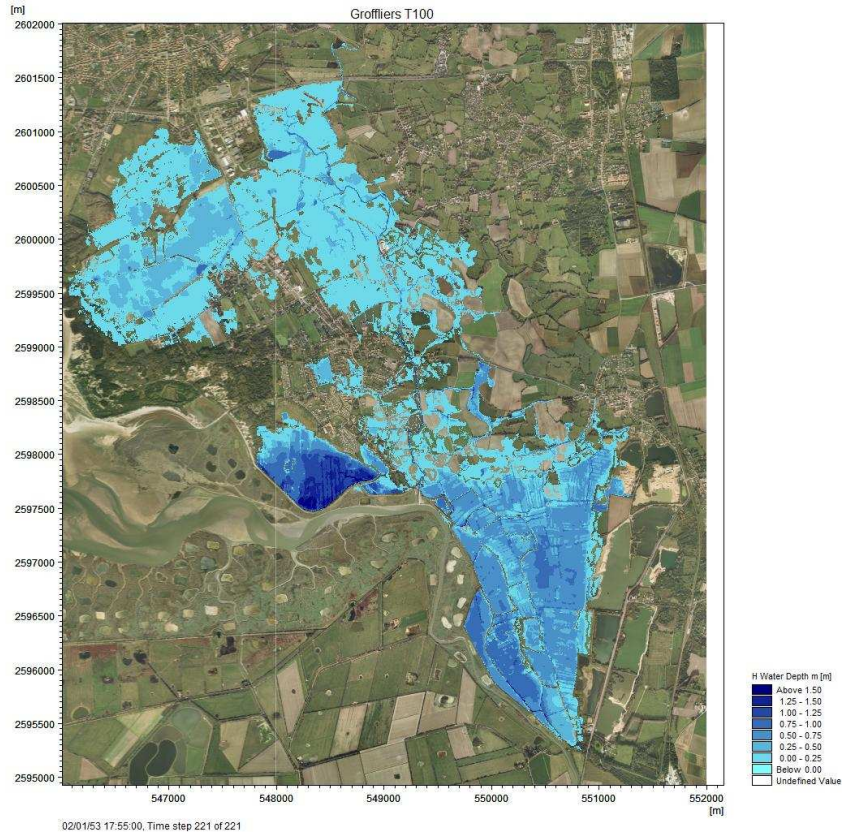 [m]
Groffliers T100
2602000
2601500
2601000
2600500
2600000
2599500
2599000
2598500
2598000
2597500
2597000
2596500
2596000
2595500
2595000
547000 548000 549000 550000 551000 552000
[m]
H Water Depth m [m]
Above 1.50
1.25 - 1.50
1.00 - 1.25
0.75 - 1.00
0.50 - 0.75
0.25 - 0.50
0.00 - 0.25
Below 0.00
Undefined Value
02/01/53 17:55:00, Time step 221 of 221